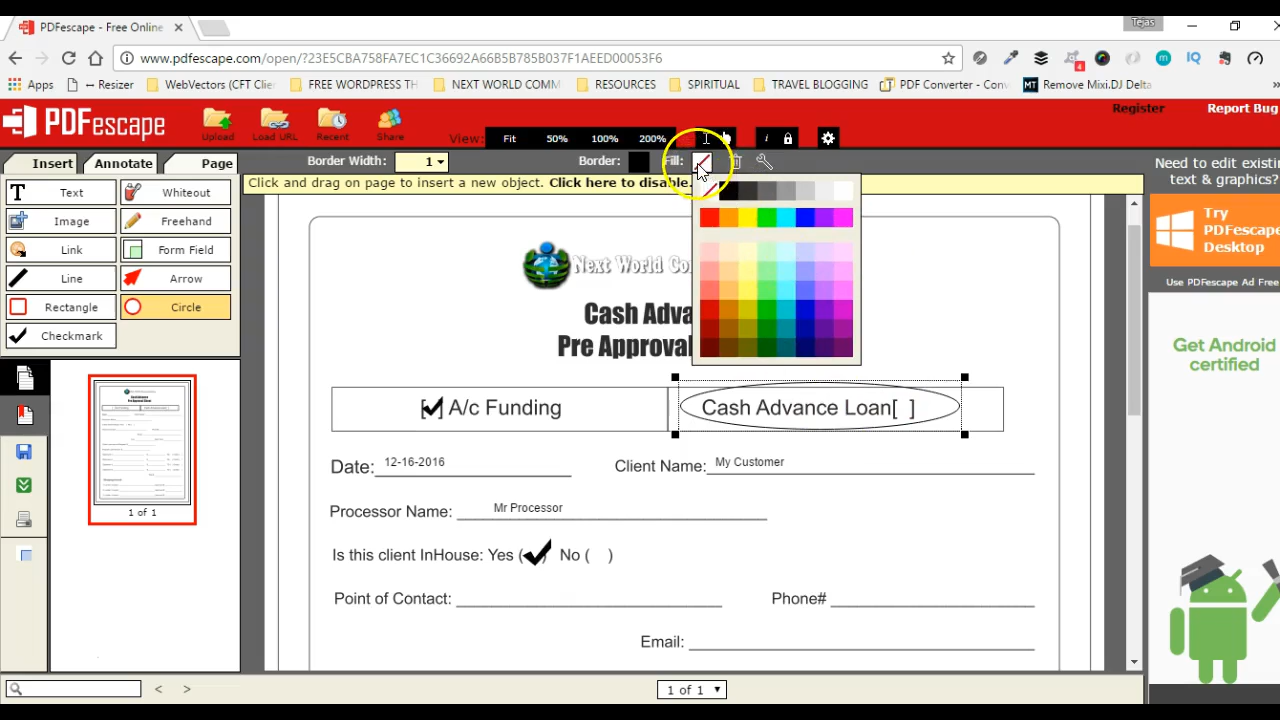 PDFescape - Free Online
Tejas
www.pdfescape.com/open/?23E5CBA7E8FA7EC1C36692A66B5B785B037F1AEED00053F6
Apps
↔ Resizer
WebVectors (CFT Clie
FREE WORDPRESS TH
NEXT WORLD COMM
RESOURCES
SPIRITUAL
TRAVEL BLOGGING
PDF Converter - Conv
Remove Mixi.DJ Delta
PDFescape
Upload
Load URL
Recent
Share
View:
Fit
50%
100%
200%
Register
Report Bug
Insert
Annotate
Page
Border Width:
1
Border:
Fill:
Click and drag on page to insert a new object. Click here to disable.
Text
Whiteout
Image
Freehand
Link
Form Field
Line
Arrow
Rectangle
Circle
Checkmark
Need to edit existin
text & graphics?
Try
PDFescape
Desktop
Use PDFescape Ad Free
Get Android
certified
Next World Co
Cash Adva
Pre Approval
[ ] A/c Funding
Cash Advance Loan[ ]
Date: 12-16-2016
Client Name: My Customer
Processor Name: Mr Processor
Is this client InHouse: Yes ( ) No ( )
Point of Contact:
Phone#
Email:
1 of 1
1 of 1